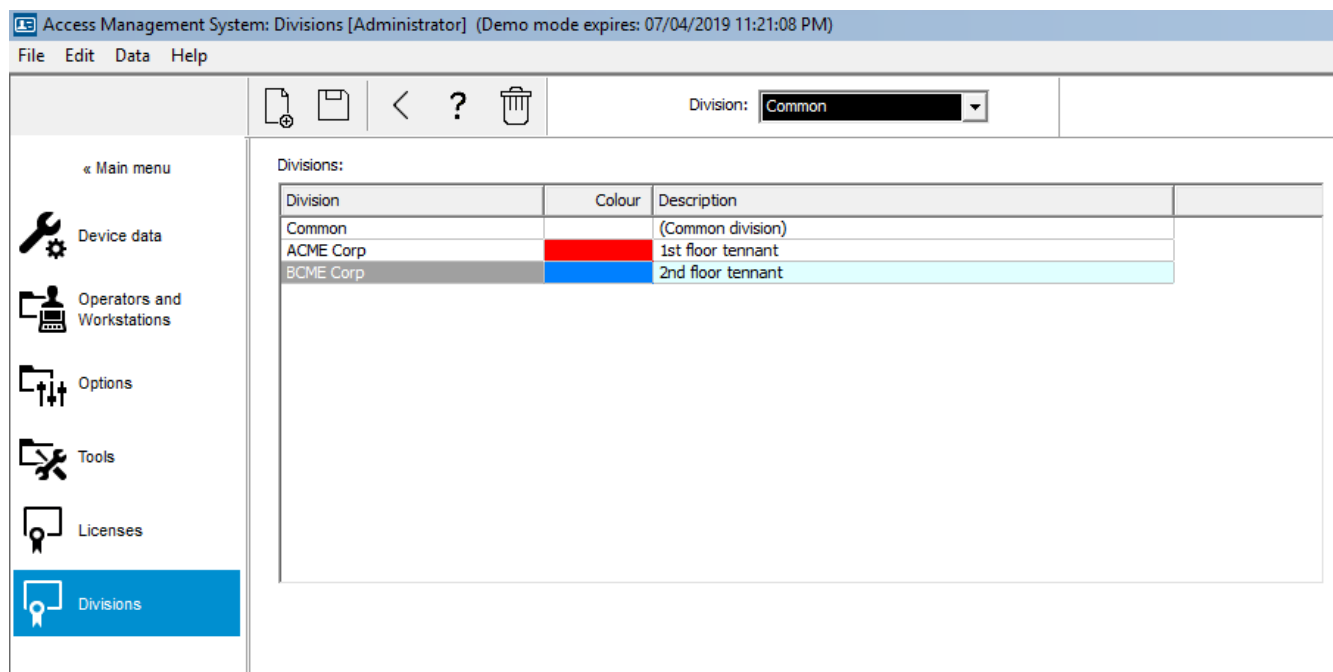 Access Management System: Divisions [Administrator] (Demo mode expires: 07/04/2019 11:21:08 PM)
File Edit Data Help
? Division: Common
« Main menu
Divisions:
Division Colour Description
Common (Common division)
ACME Corp 1st floor tennant
BCME Corp 2nd floor tennant
Device data
Operators and
Workstations
Options
Tools
Licenses
Divisions